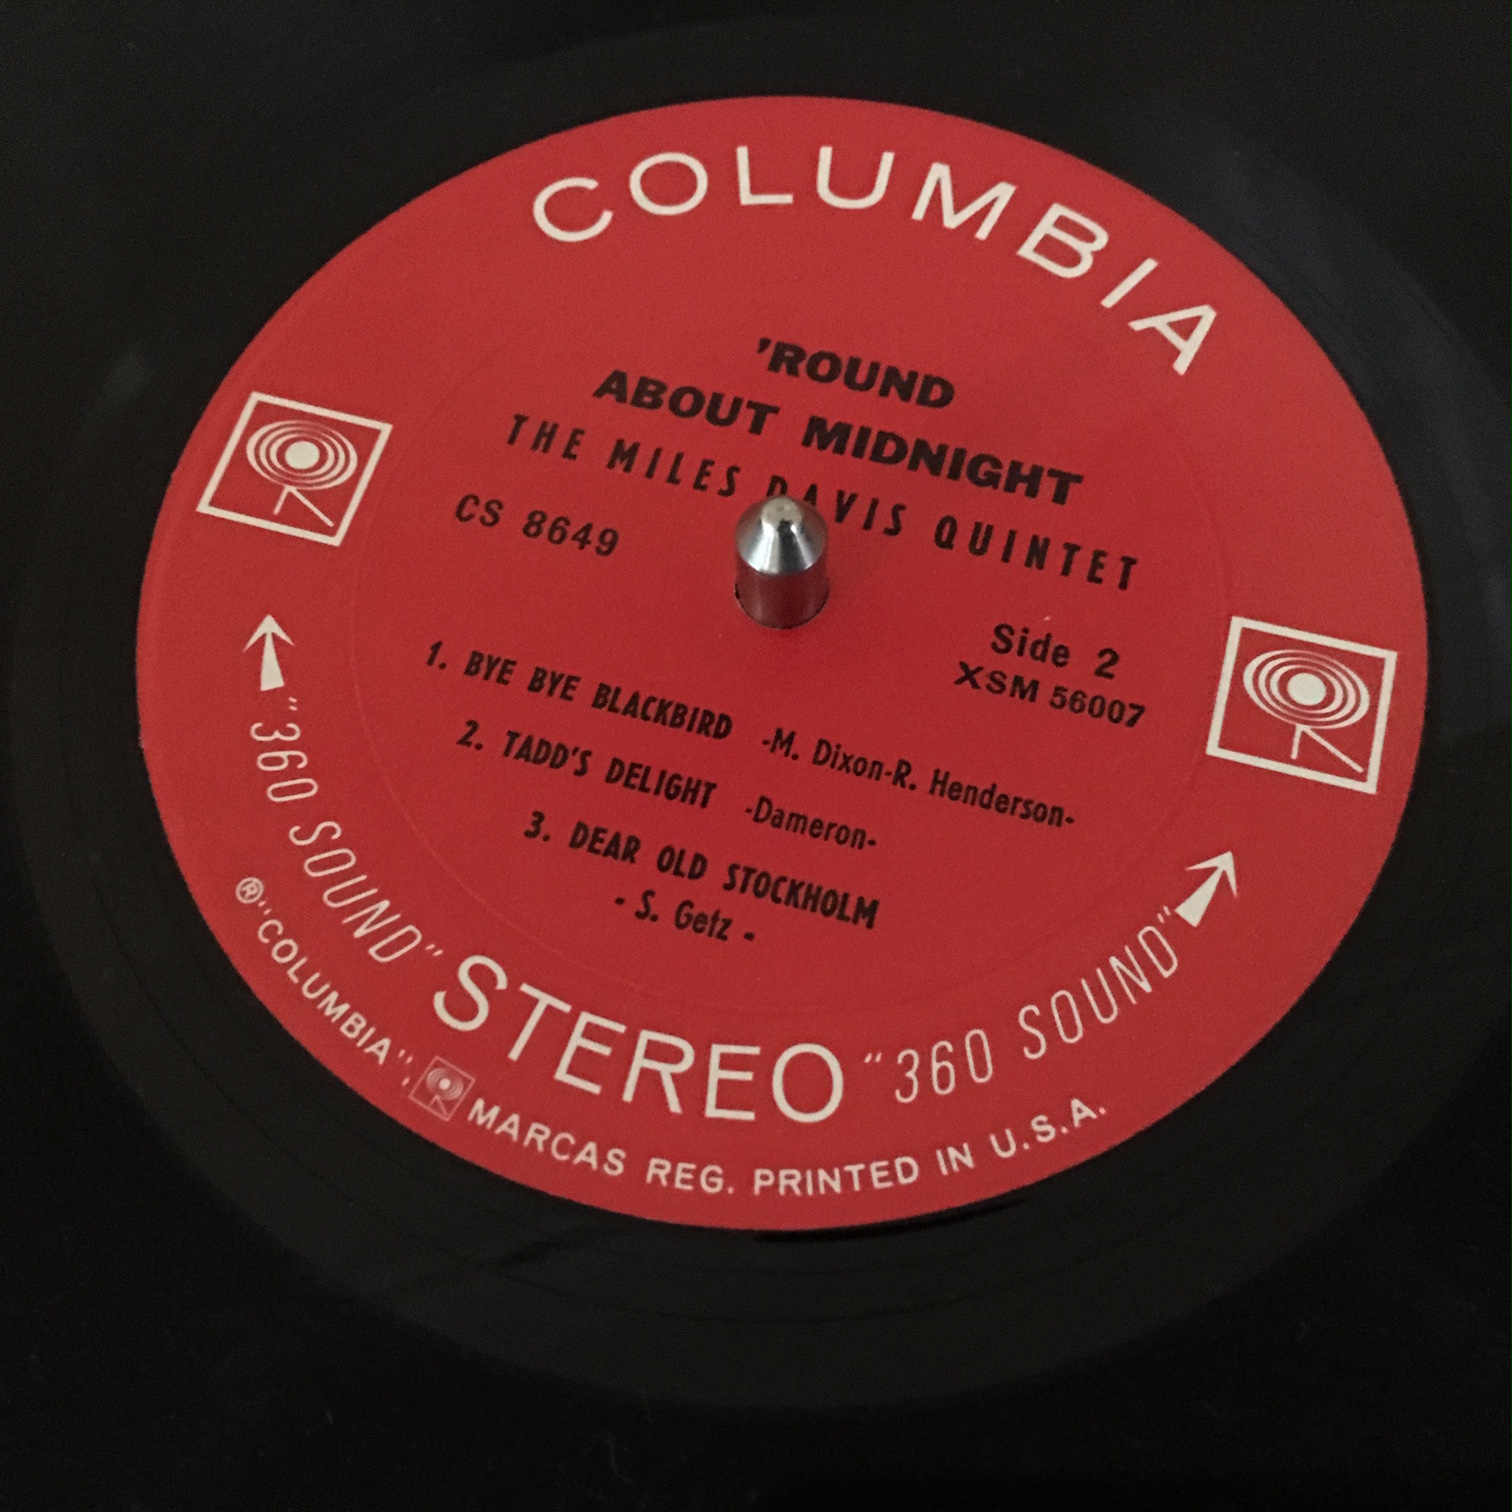 COLUMBIA
'ROUND
ABOUT MIDNIGHT
THE MILES DAVIS QUINTET
CS 8649
Side 2
XSM 56007
1. BYE BYE BLACKBIRD -M. Dixon-R. Henderson-
2. TADD'S DELIGHT -Dameron-
3. DEAR OLD STOCKHOLM
- S. Getz -
"360 SOUND" STEREO "360 SOUND"
®"COLUMBIA", MARCAS REG. PRINTED IN U.S.A.